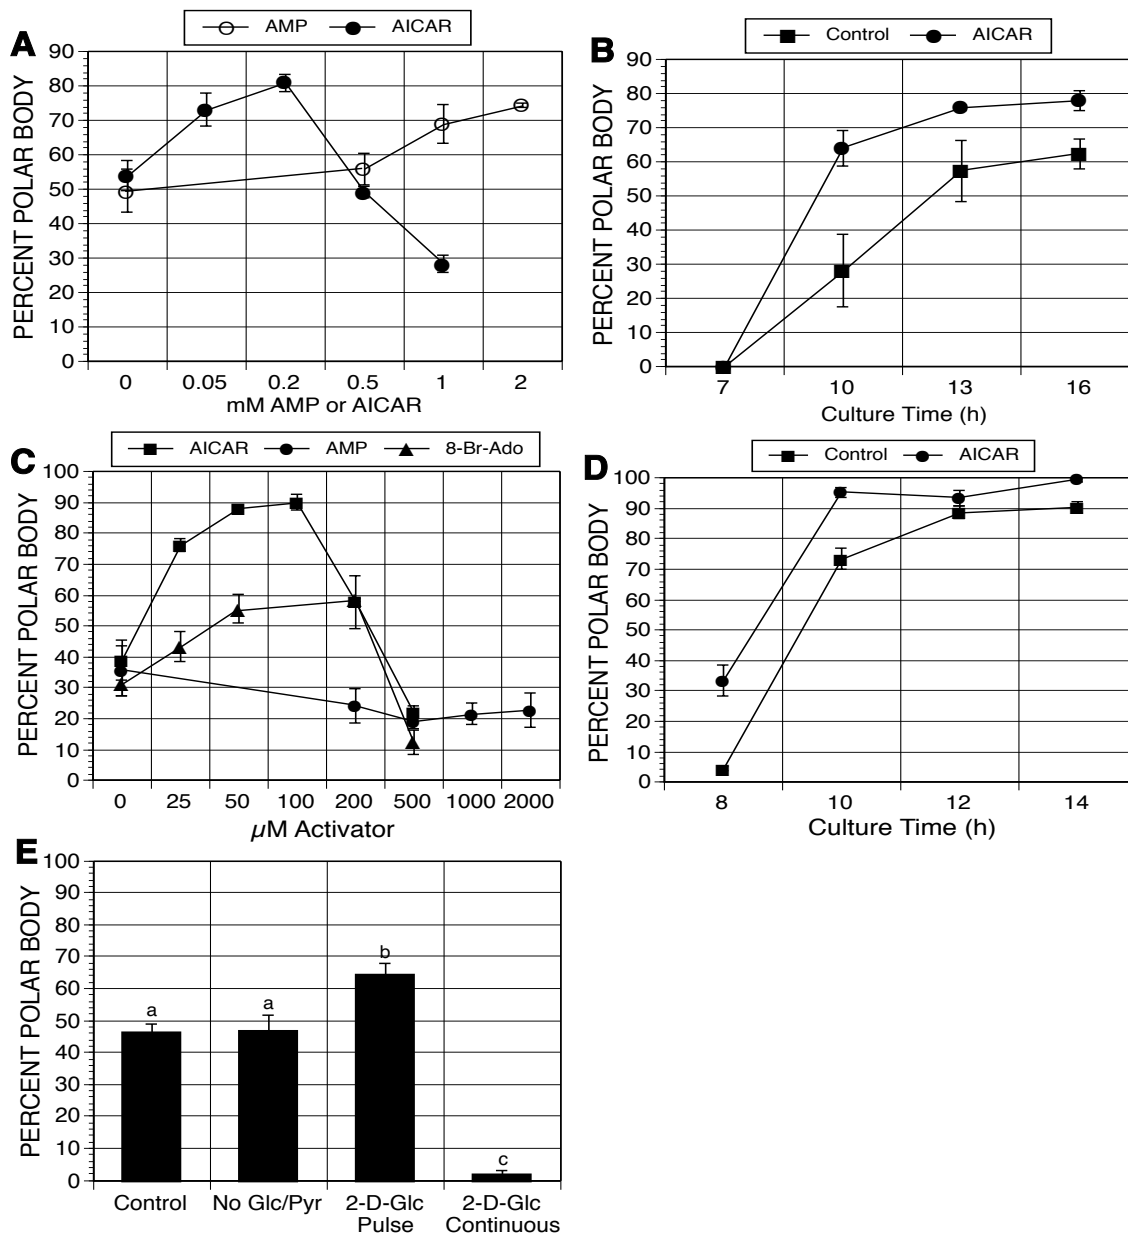 A
AMP AICAR
PERCENT POLAR BODY
90
80
70
60
50
40
30
20
10
0
0 0.05 0.2 0.5 1 2
mM AMP or AICAR
B
Control AICAR
PERCENT POLAR BODY
90
80
70
60
50
40
30
20
10
0
7 10 13 16
Culture Time (h)
C
AICAR AMP 8-Br-Ado
PERCENT POLAR BODY
100
90
80
70
60
50
40
30
20
10
0
0 25 50 100 200 500 1000 2000
µM Activator
D
Control AICAR
PERCENT POLAR BODY
100
90
80
70
60
50
40
30
20
10
0
8 10 12 14
Culture Time (h)
E
PERCENT POLAR BODY
100
90
80
70
60
50
40
30
20
10
0
a a b c
Control No Glc/Pyr 2-D-Glc 2-D-Glc
Pulse Continuous